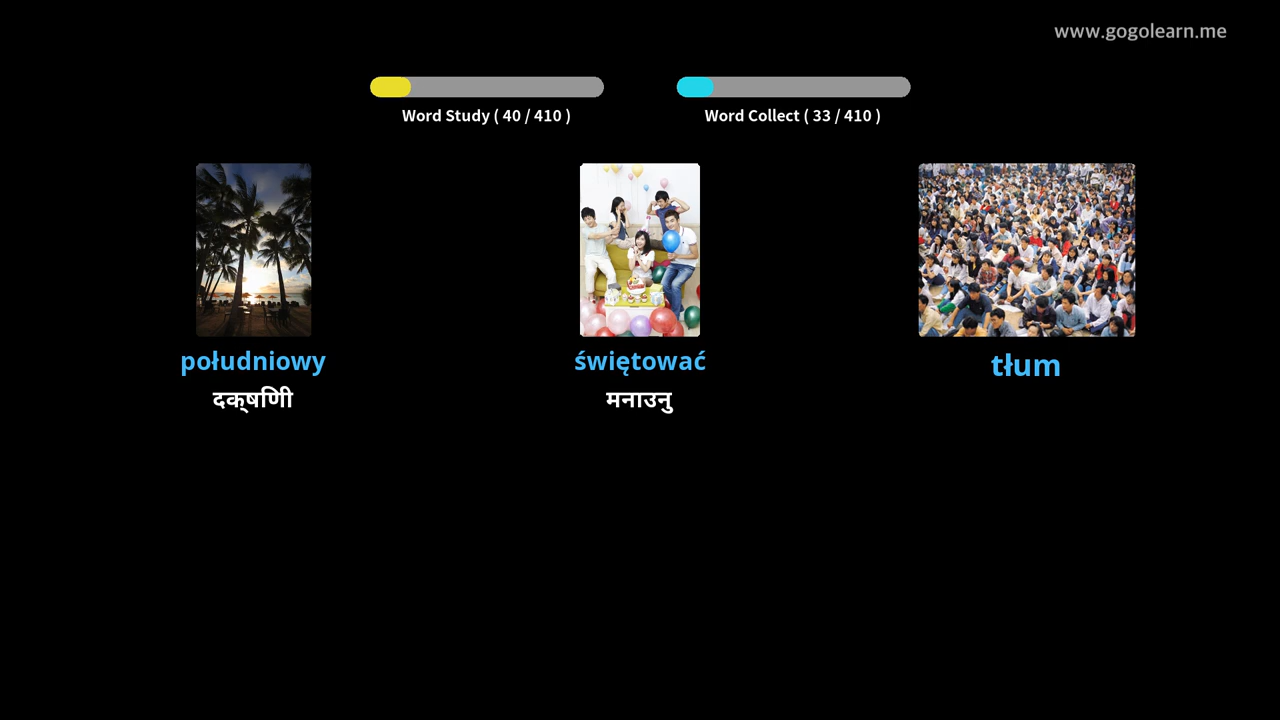 www.gogolearn.me
Word Study ( 40 / 410 )
Word Collect ( 33 / 410 )
południowy
świętować
tłum
दक्षिणी
मनाउनु